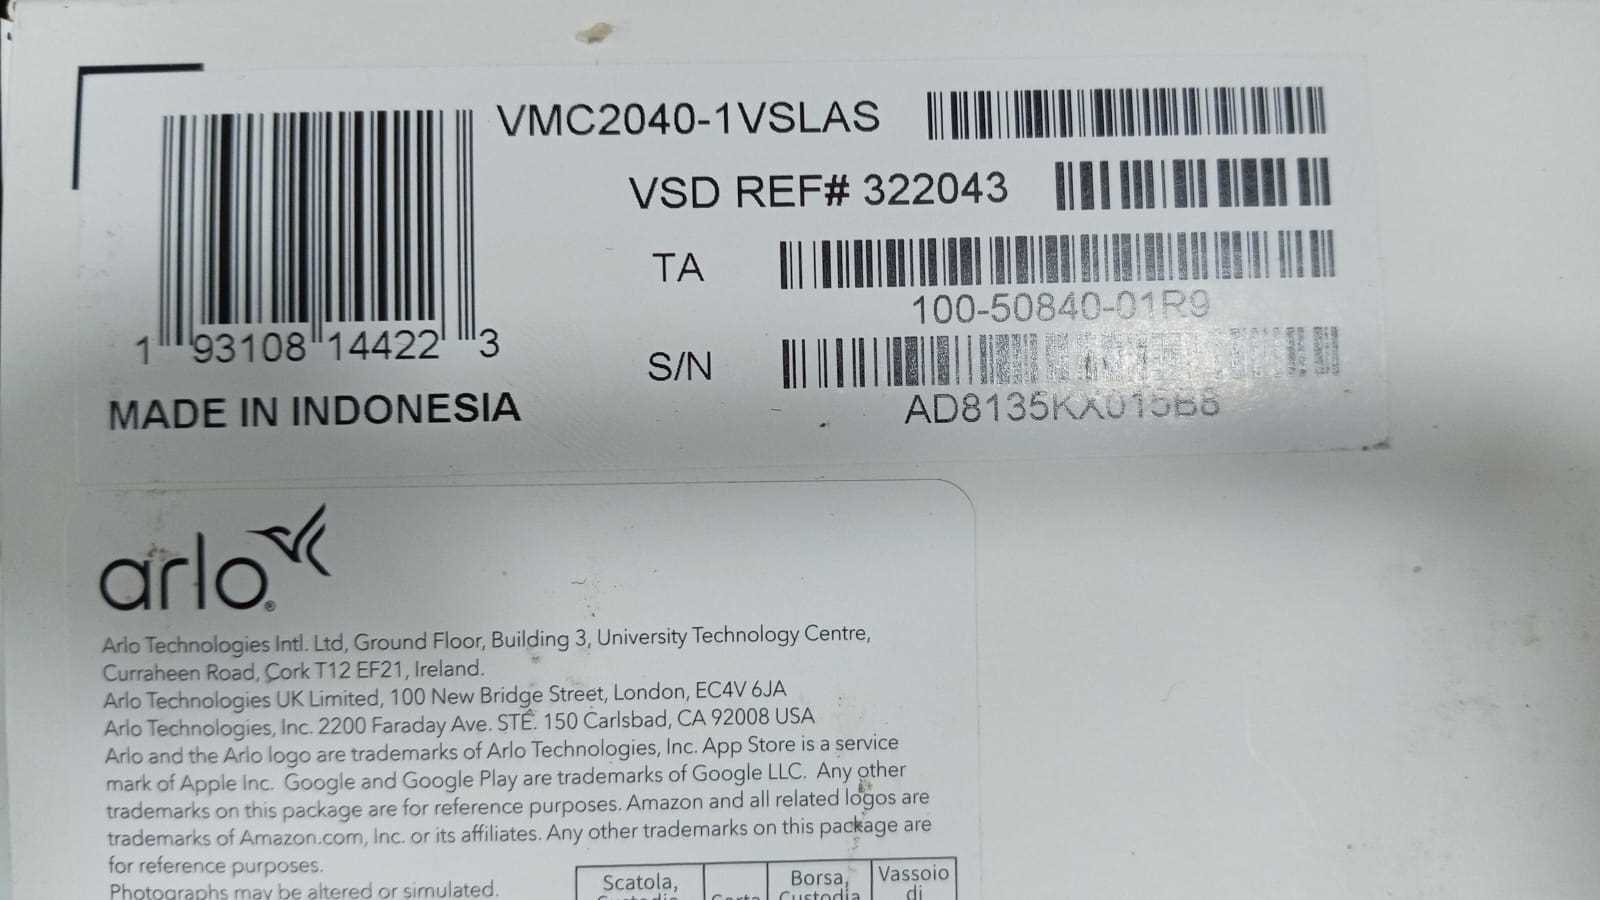 VMC2040-1VSLAS
VSD REF# 322043
TA
100-50840-01R9
S/N
AD8135KX015B8
1 93108 14422 3
MADE IN INDONESIA
arlo®
Arlo Technologies Intl. Ltd, Ground Floor, Building 3, University Technology Centre,
Curraheen Road, Cork T12 EF21, Ireland.
Arlo Technologies UK Limited, 100 New Bridge Street, London, EC4V 6JA
Arlo Technologies, Inc. 2200 Faraday Ave. STE. 150 Carlsbad, CA 92008 USA
Arlo and the Arlo logo are trademarks of Arlo Technologies, Inc. App Store is a service
mark of Apple Inc. Google and Google Play are trademarks of Google LLC. Any other
trademarks on this package are for reference purposes. Amazon and all related logos are
trademarks of Amazon.com, Inc. or its affiliates. Any other trademarks on this package are
for reference purposes.
Photographs may be altered or simulated.
Scatola,
Borsa,
Custodia
Vassoio
di